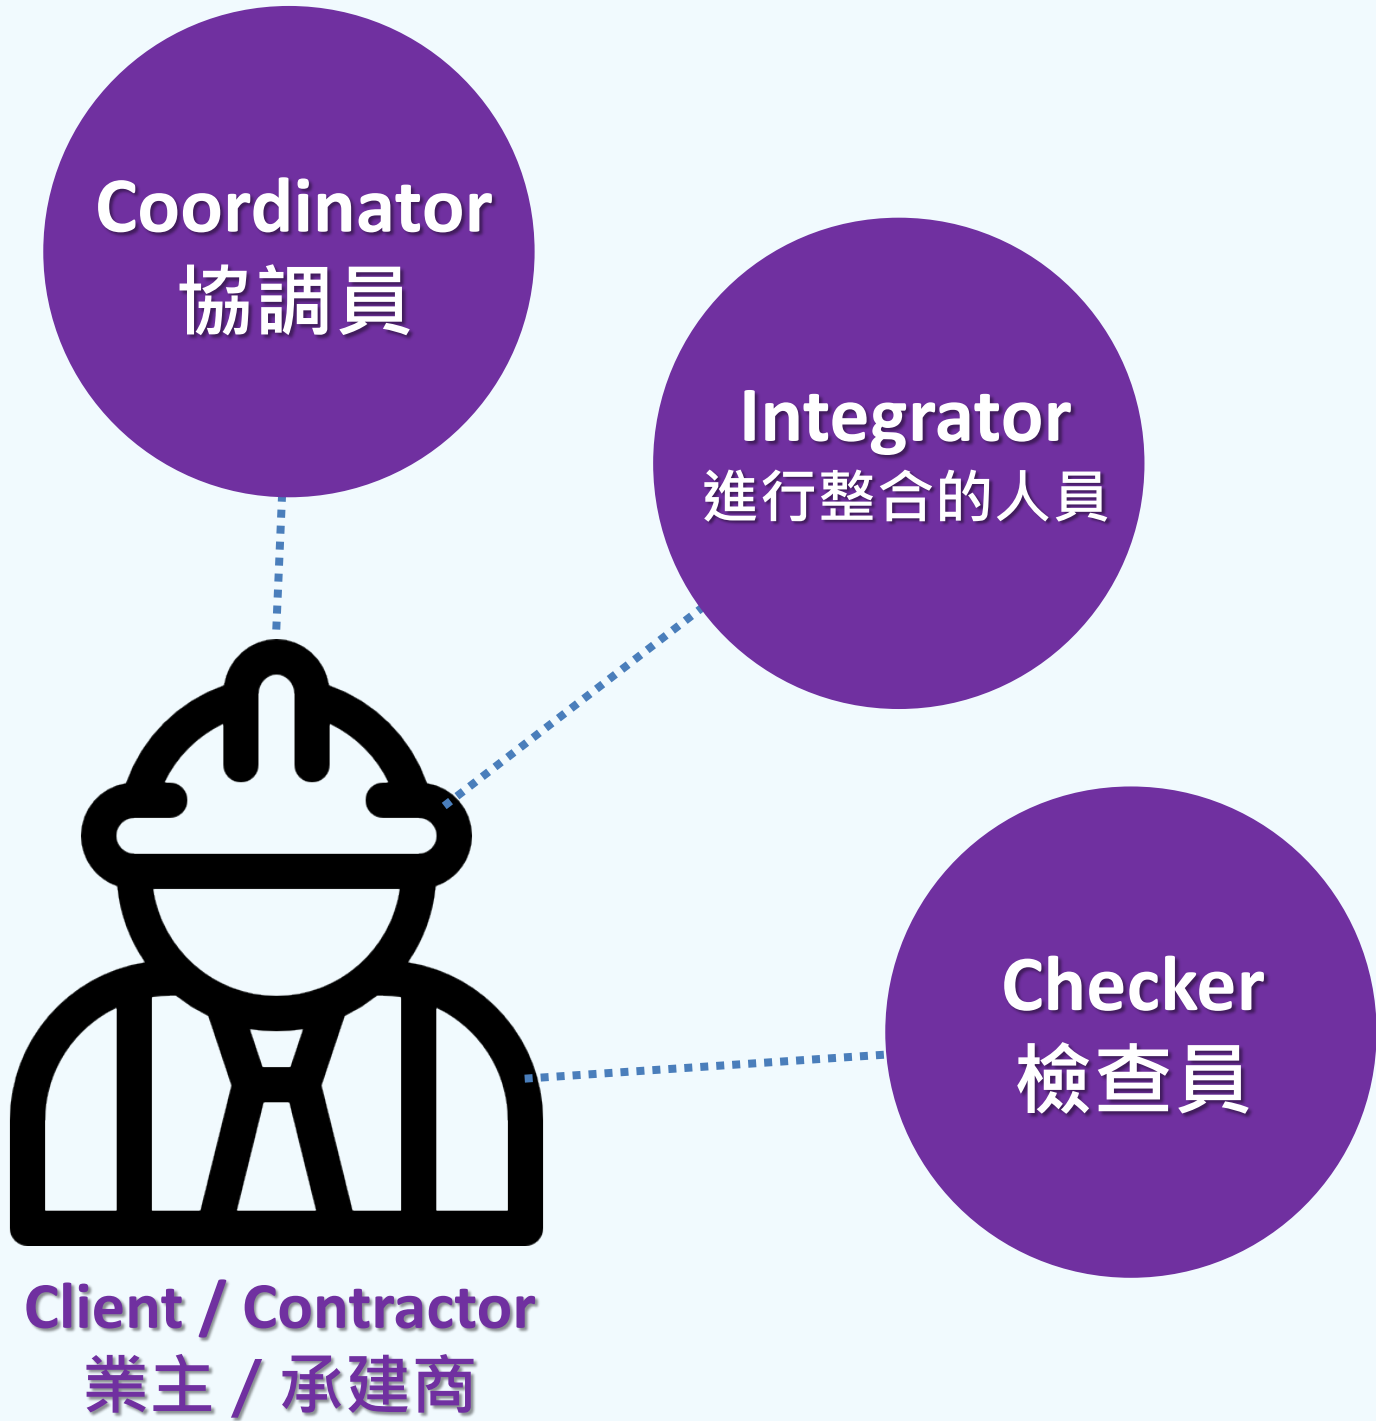 Coordinator
協調員
Integrator
進行整合的人員
Checker
檢查員
Client / Contractor
業主 / 承建商